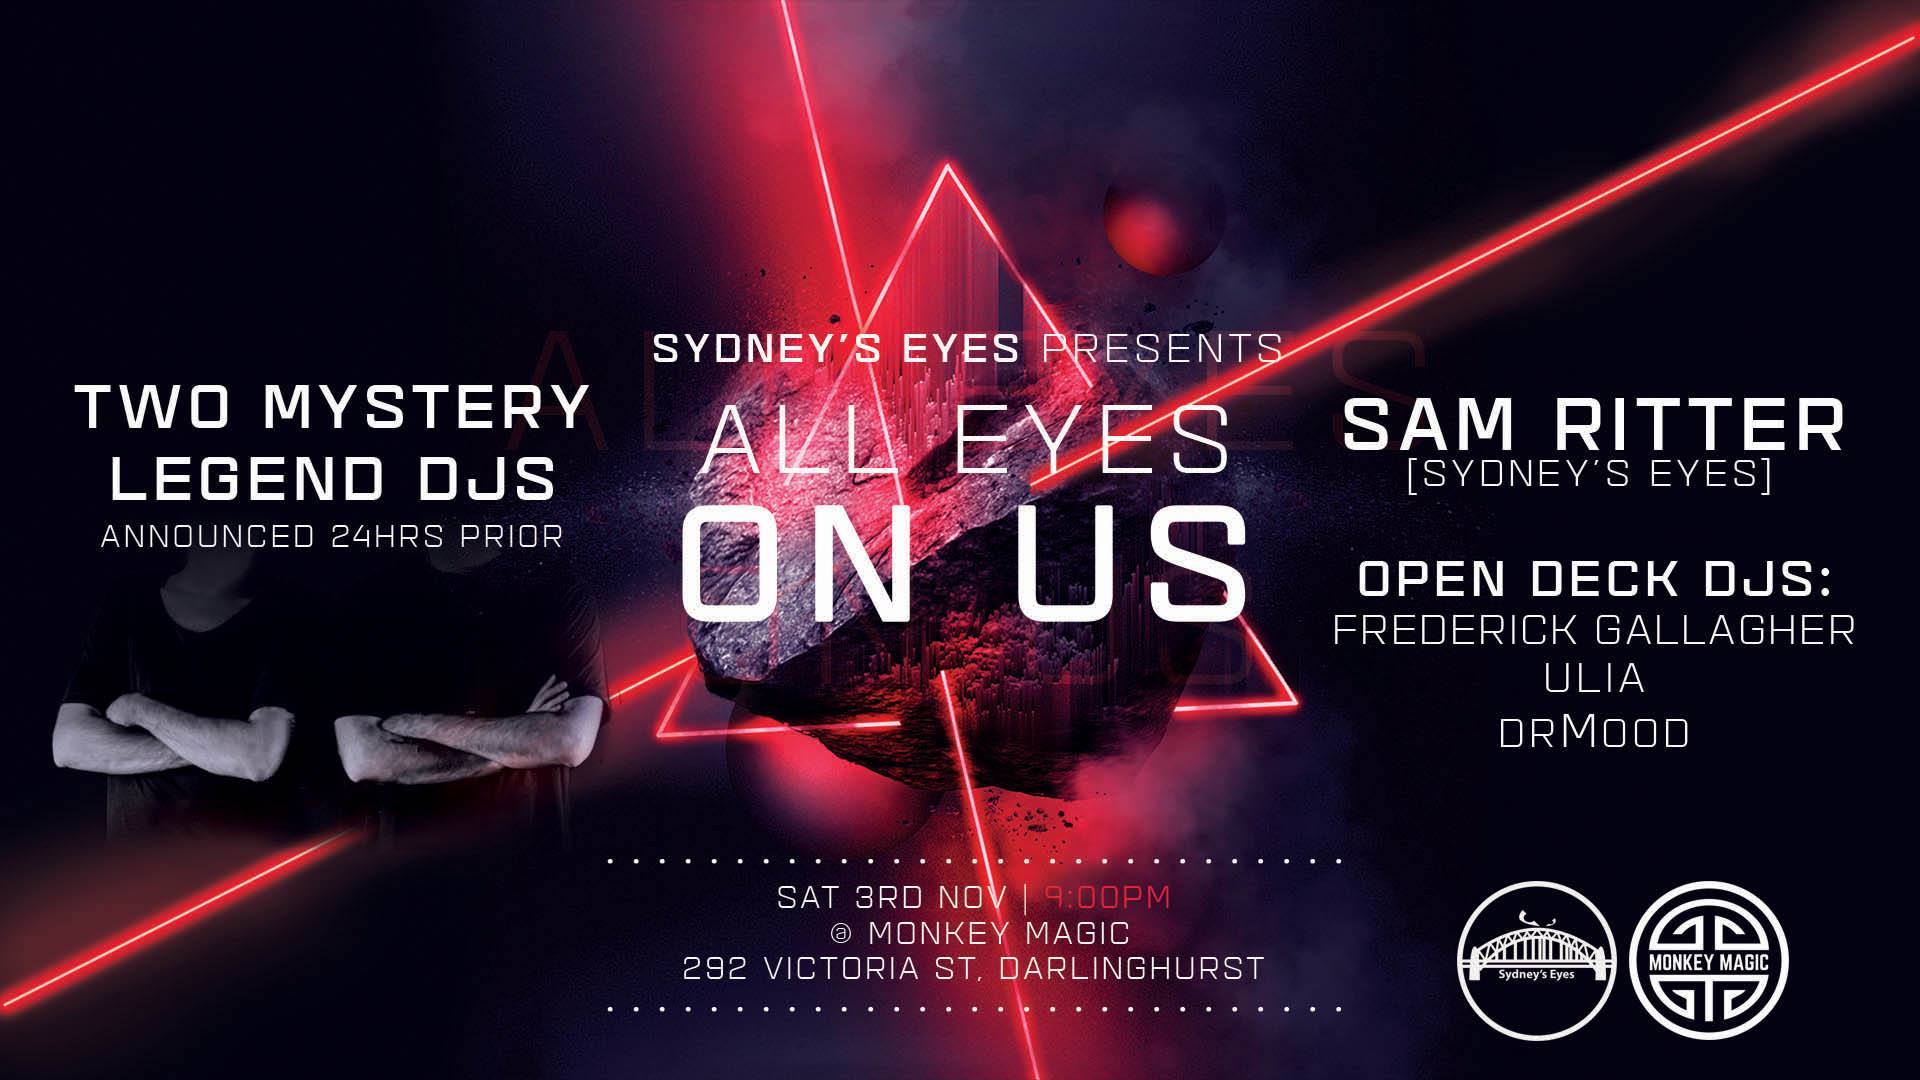 SYDNEY'S EYES PRESENTS
ALL EYES
ON US
TWO MYSTERY
LEGEND DJS
ANNOUNCED 24HRS PRIOR
SAM RITTER
[SYDNEY'S EYES]
OPEN DECK DJS:
FREDERICK GALLAGHER
ULIA
DRMOOD
SAT 3RD NOV | 9:00PM
@ MONKEY MAGIC
292 VICTORIA ST, DARLINGHURST
Sydney's Eyes
MONKEY MAGIC